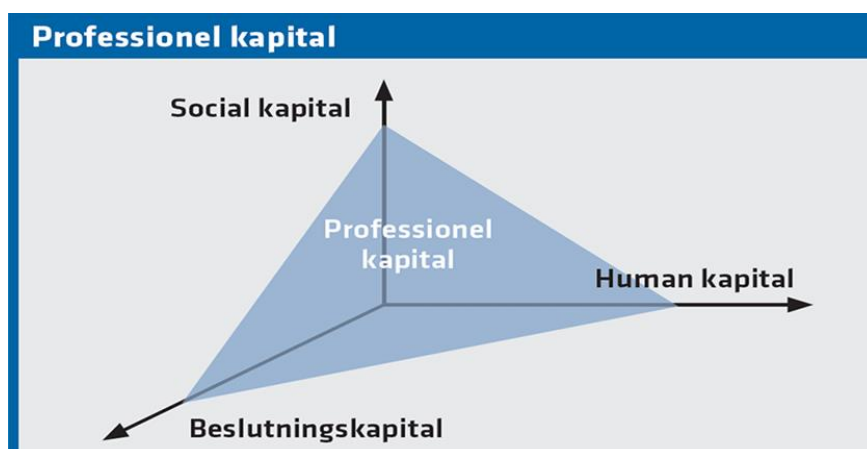 Professionel kapital
Social kapital
Professionel
kapital
Human kapital
Beslutningskapital